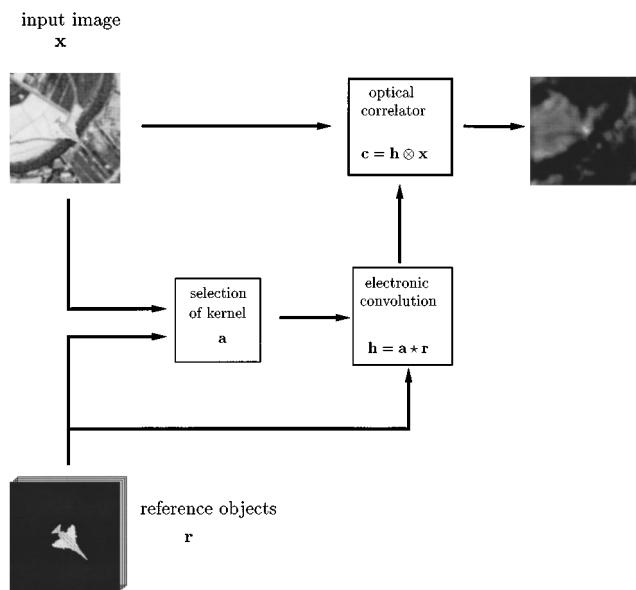 input image
x
optical
correlator
c = h ⊗ x
selection
of kernel
a
electronic
convolution
h = a ⋆ r
reference objects
r